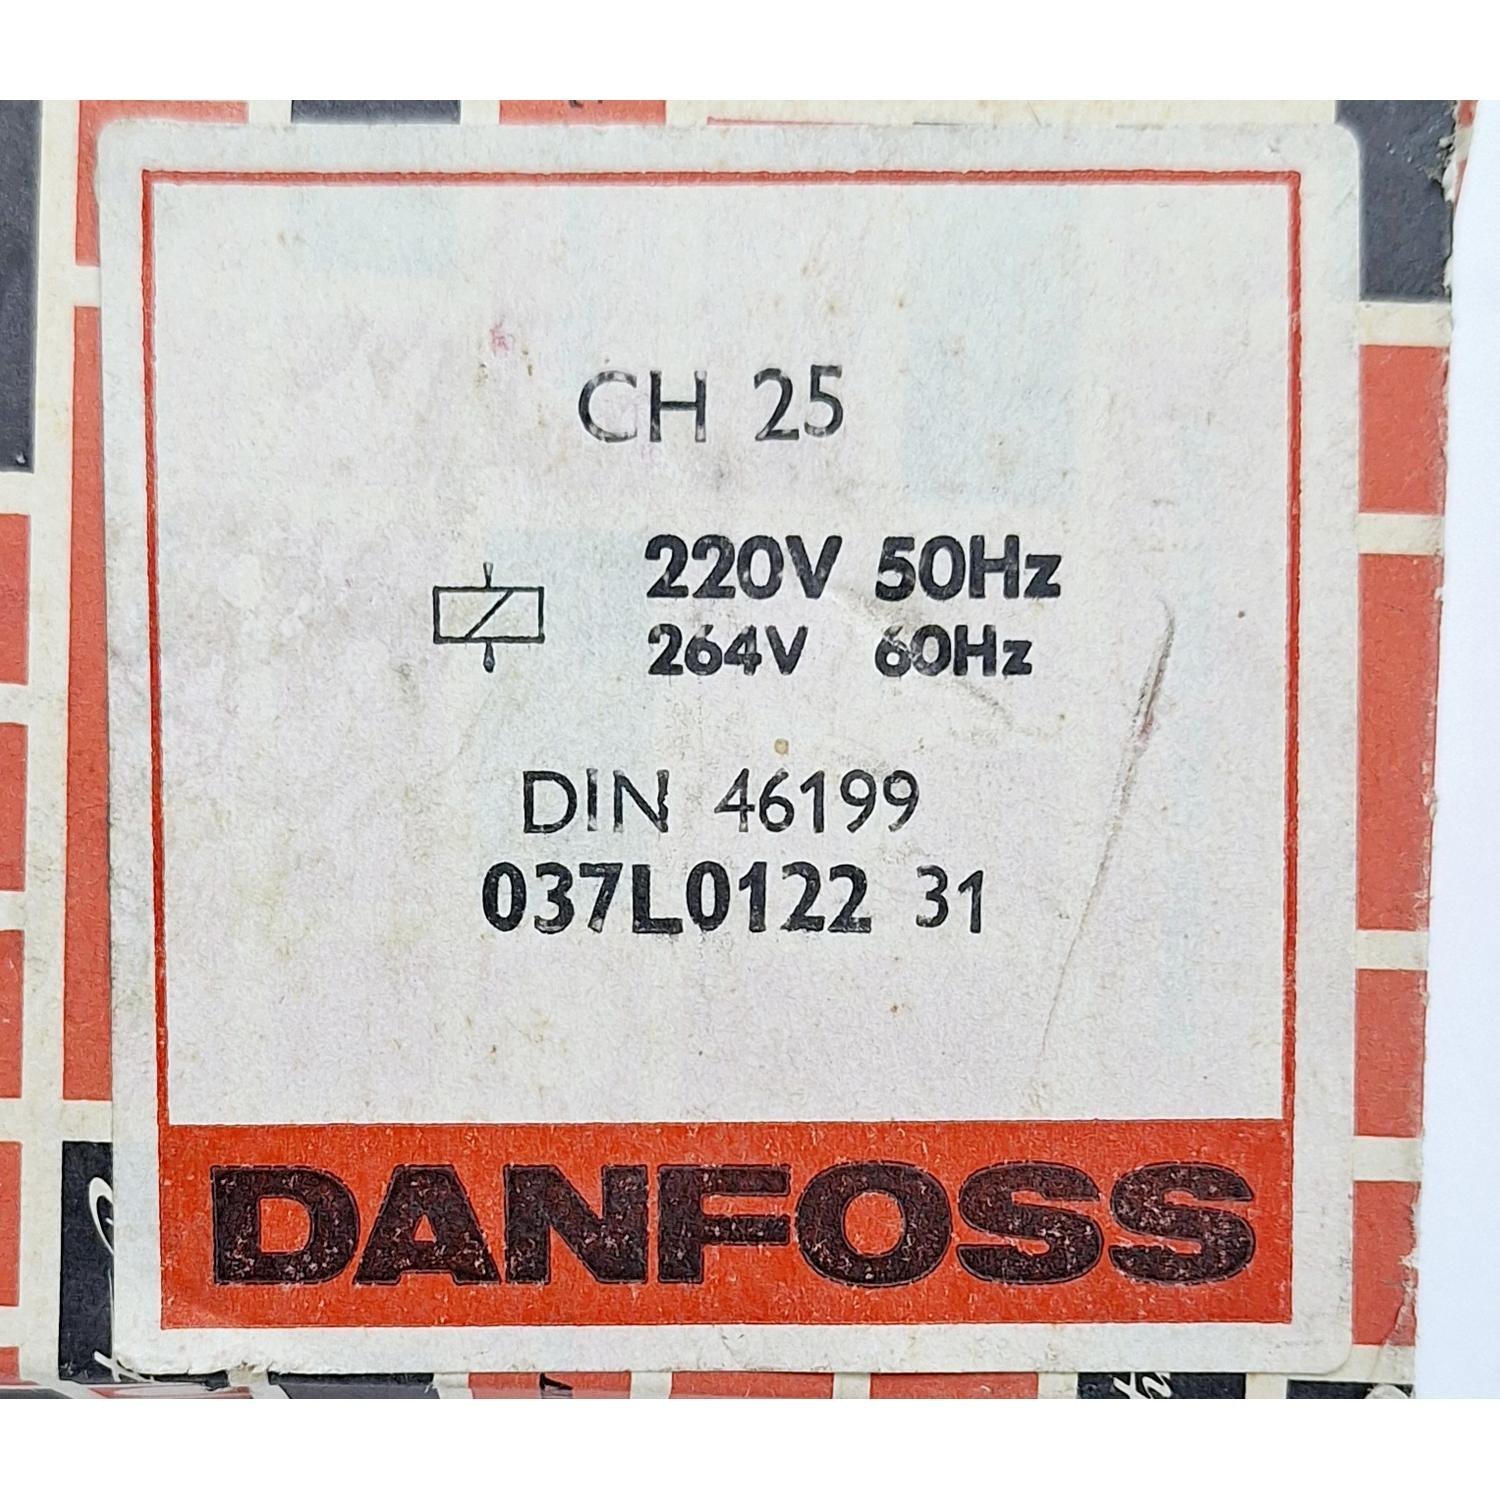 CH 25
220V 50Hz
264V 60Hz
DIN 46199
037L0122 31
DANFOSS